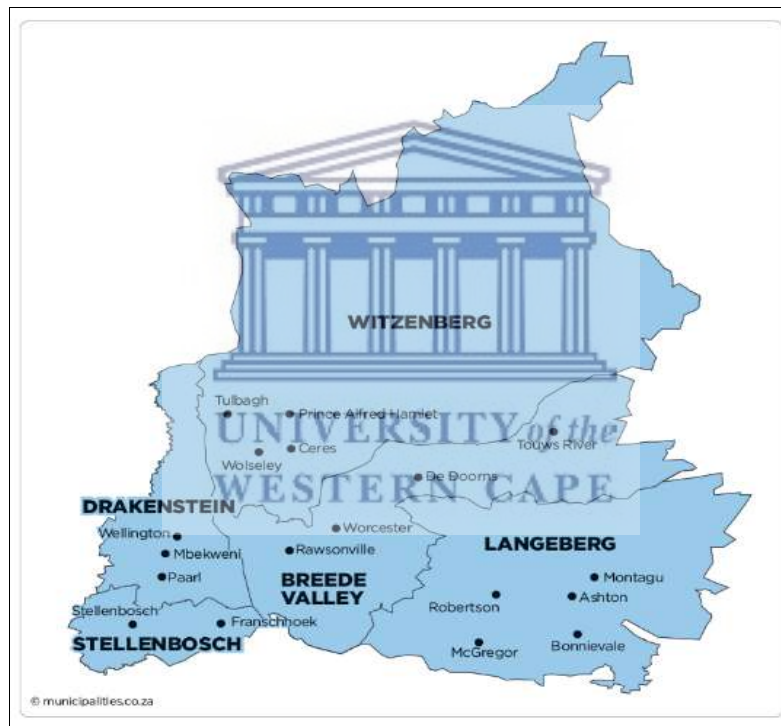 WITZENBERG
Tulbagh
Prince Alfred Hamlet
UNIVERSITY of the
Touws River
Ceres
Wolseley
De Doorns
WESTERN CAPE
DRAKENSTEIN
Worcester
Wellington
Rawsonville
LANGEBERG
Mbekweni
Paarl
BREEDE
VALLEY
Montagu
Robertson
Ashton
Stellenbosch
Franschhoek
STELLENBOSCH
McGregor
Bonnievale
© municipalities.co.za